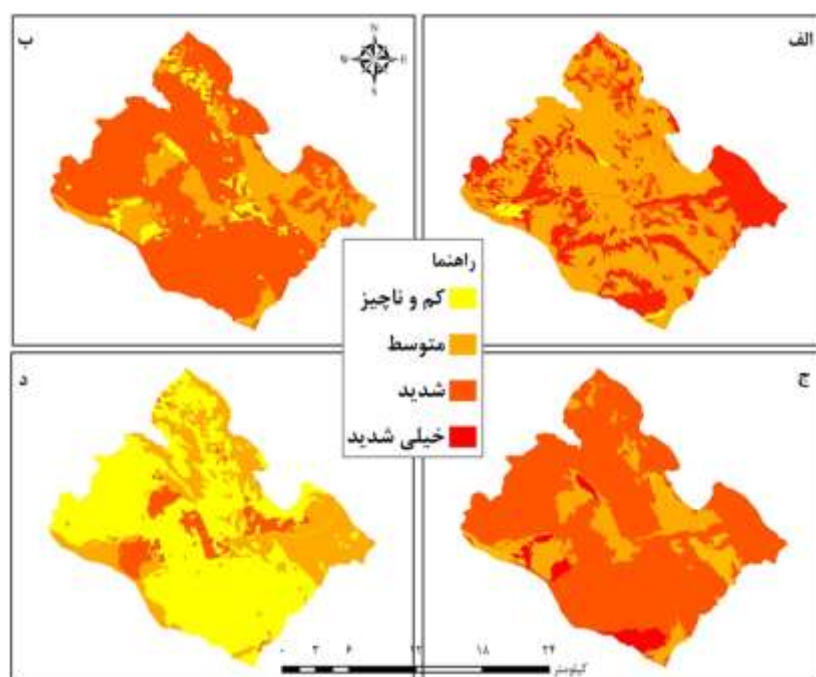 الف
ب
N
W E
S
راهنما
کم و ناچیز
متوسط
شدید
خیلی شدید
ج
د
۰ ۳ ۶ ۱۲ ۱۸ ۲۴
کیلومتر